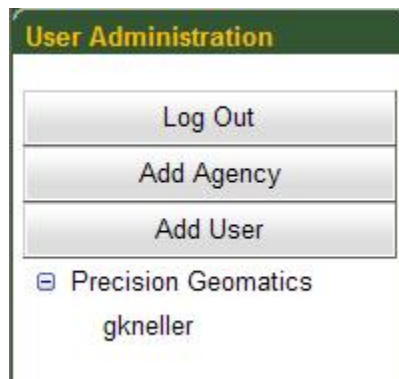 User Administration
Log Out
Add Agency
Add User
Precision Geomatics
gkneller